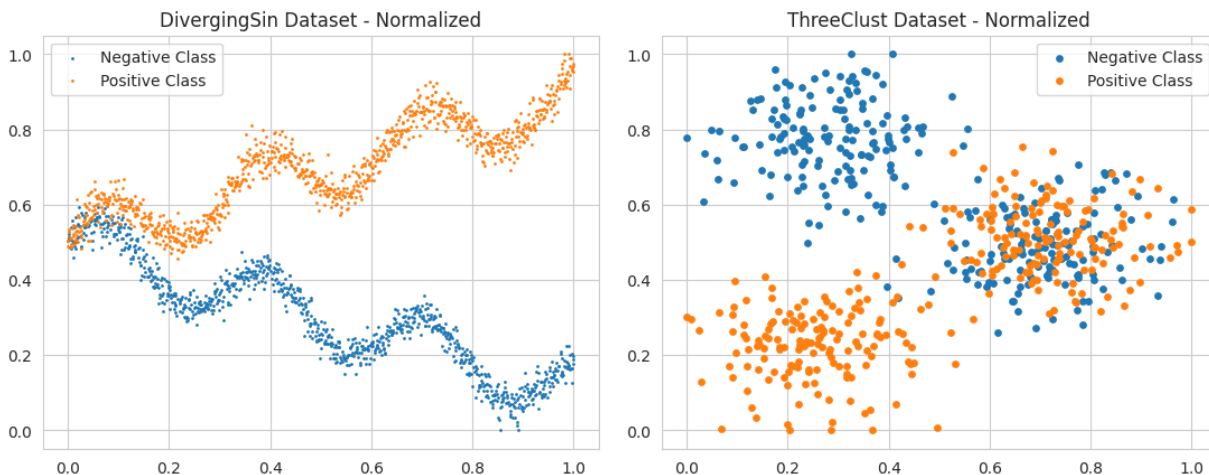 DivergingSin Dataset - Normalized
Negative Class
Positive Class
1.0
0.8
0.6
0.4
0.2
0.0
0.0 0.2 0.4 0.6 0.8 1.0
ThreeClust Dataset - Normalized
Negative Class
Positive Class
1.0
0.8
0.6
0.4
0.2
0.0
0.0 0.2 0.4 0.6 0.8 1.0